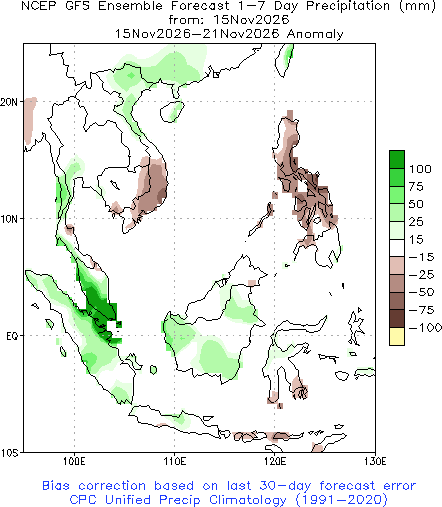 NCEP GFS Ensemble Forecast 1-7 Day Precipitation (mm)
from: 15Nov2026
15Nov2026-21Nov2026 Anomaly
20N
10N
EQ
10S
100E
110E
120E
130E
100
75
50
25
15
-15
-25
-50
-75
-100
Bias correction based on last 30-day forecast error
CPC Unified Precip Climatology (1991-2020)